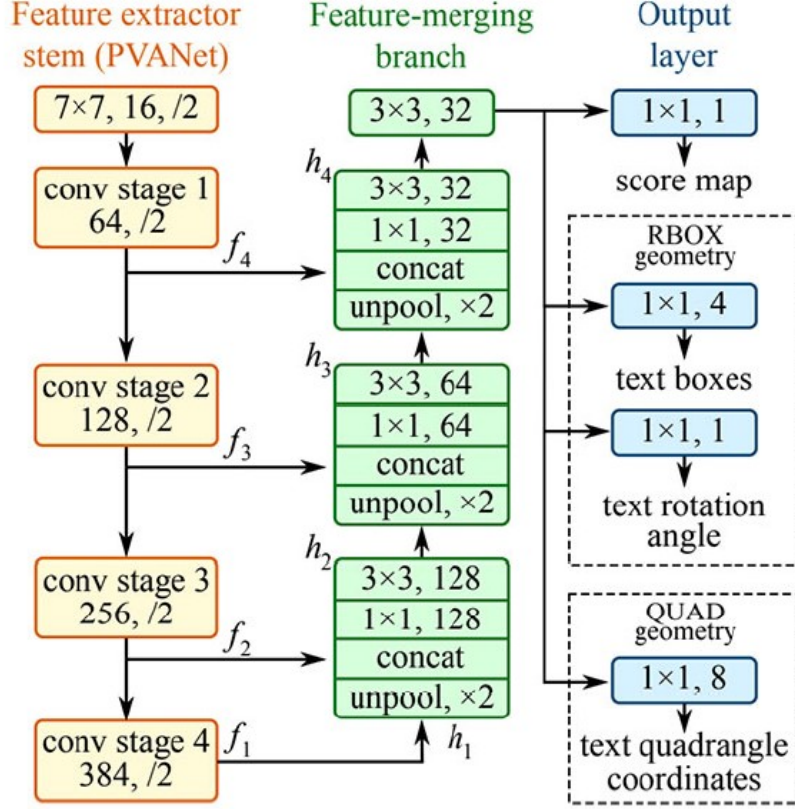 Feature extractor
stem (PVANet)
7×7, 16, /2
conv stage 1
64, /2
f4
conv stage 2
128, /2
f3
conv stage 3
256, /2
f2
conv stage 4
384, /2
f1
Feature-merging
branch
3×3, 32
h4
3×3, 32
1×1, 32
concat
unpool, ×2
h3
3×3, 64
1×1, 64
concat
unpool, ×2
h2
3×3, 128
1×1, 128
concat
unpool, ×2
h1
Output
layer
1×1, 1
score map
RBOX
geometry
1×1, 4
text boxes
1×1, 1
text rotation
angle
QUAD
geometry
1×1, 8
text quadrangle
coordinates